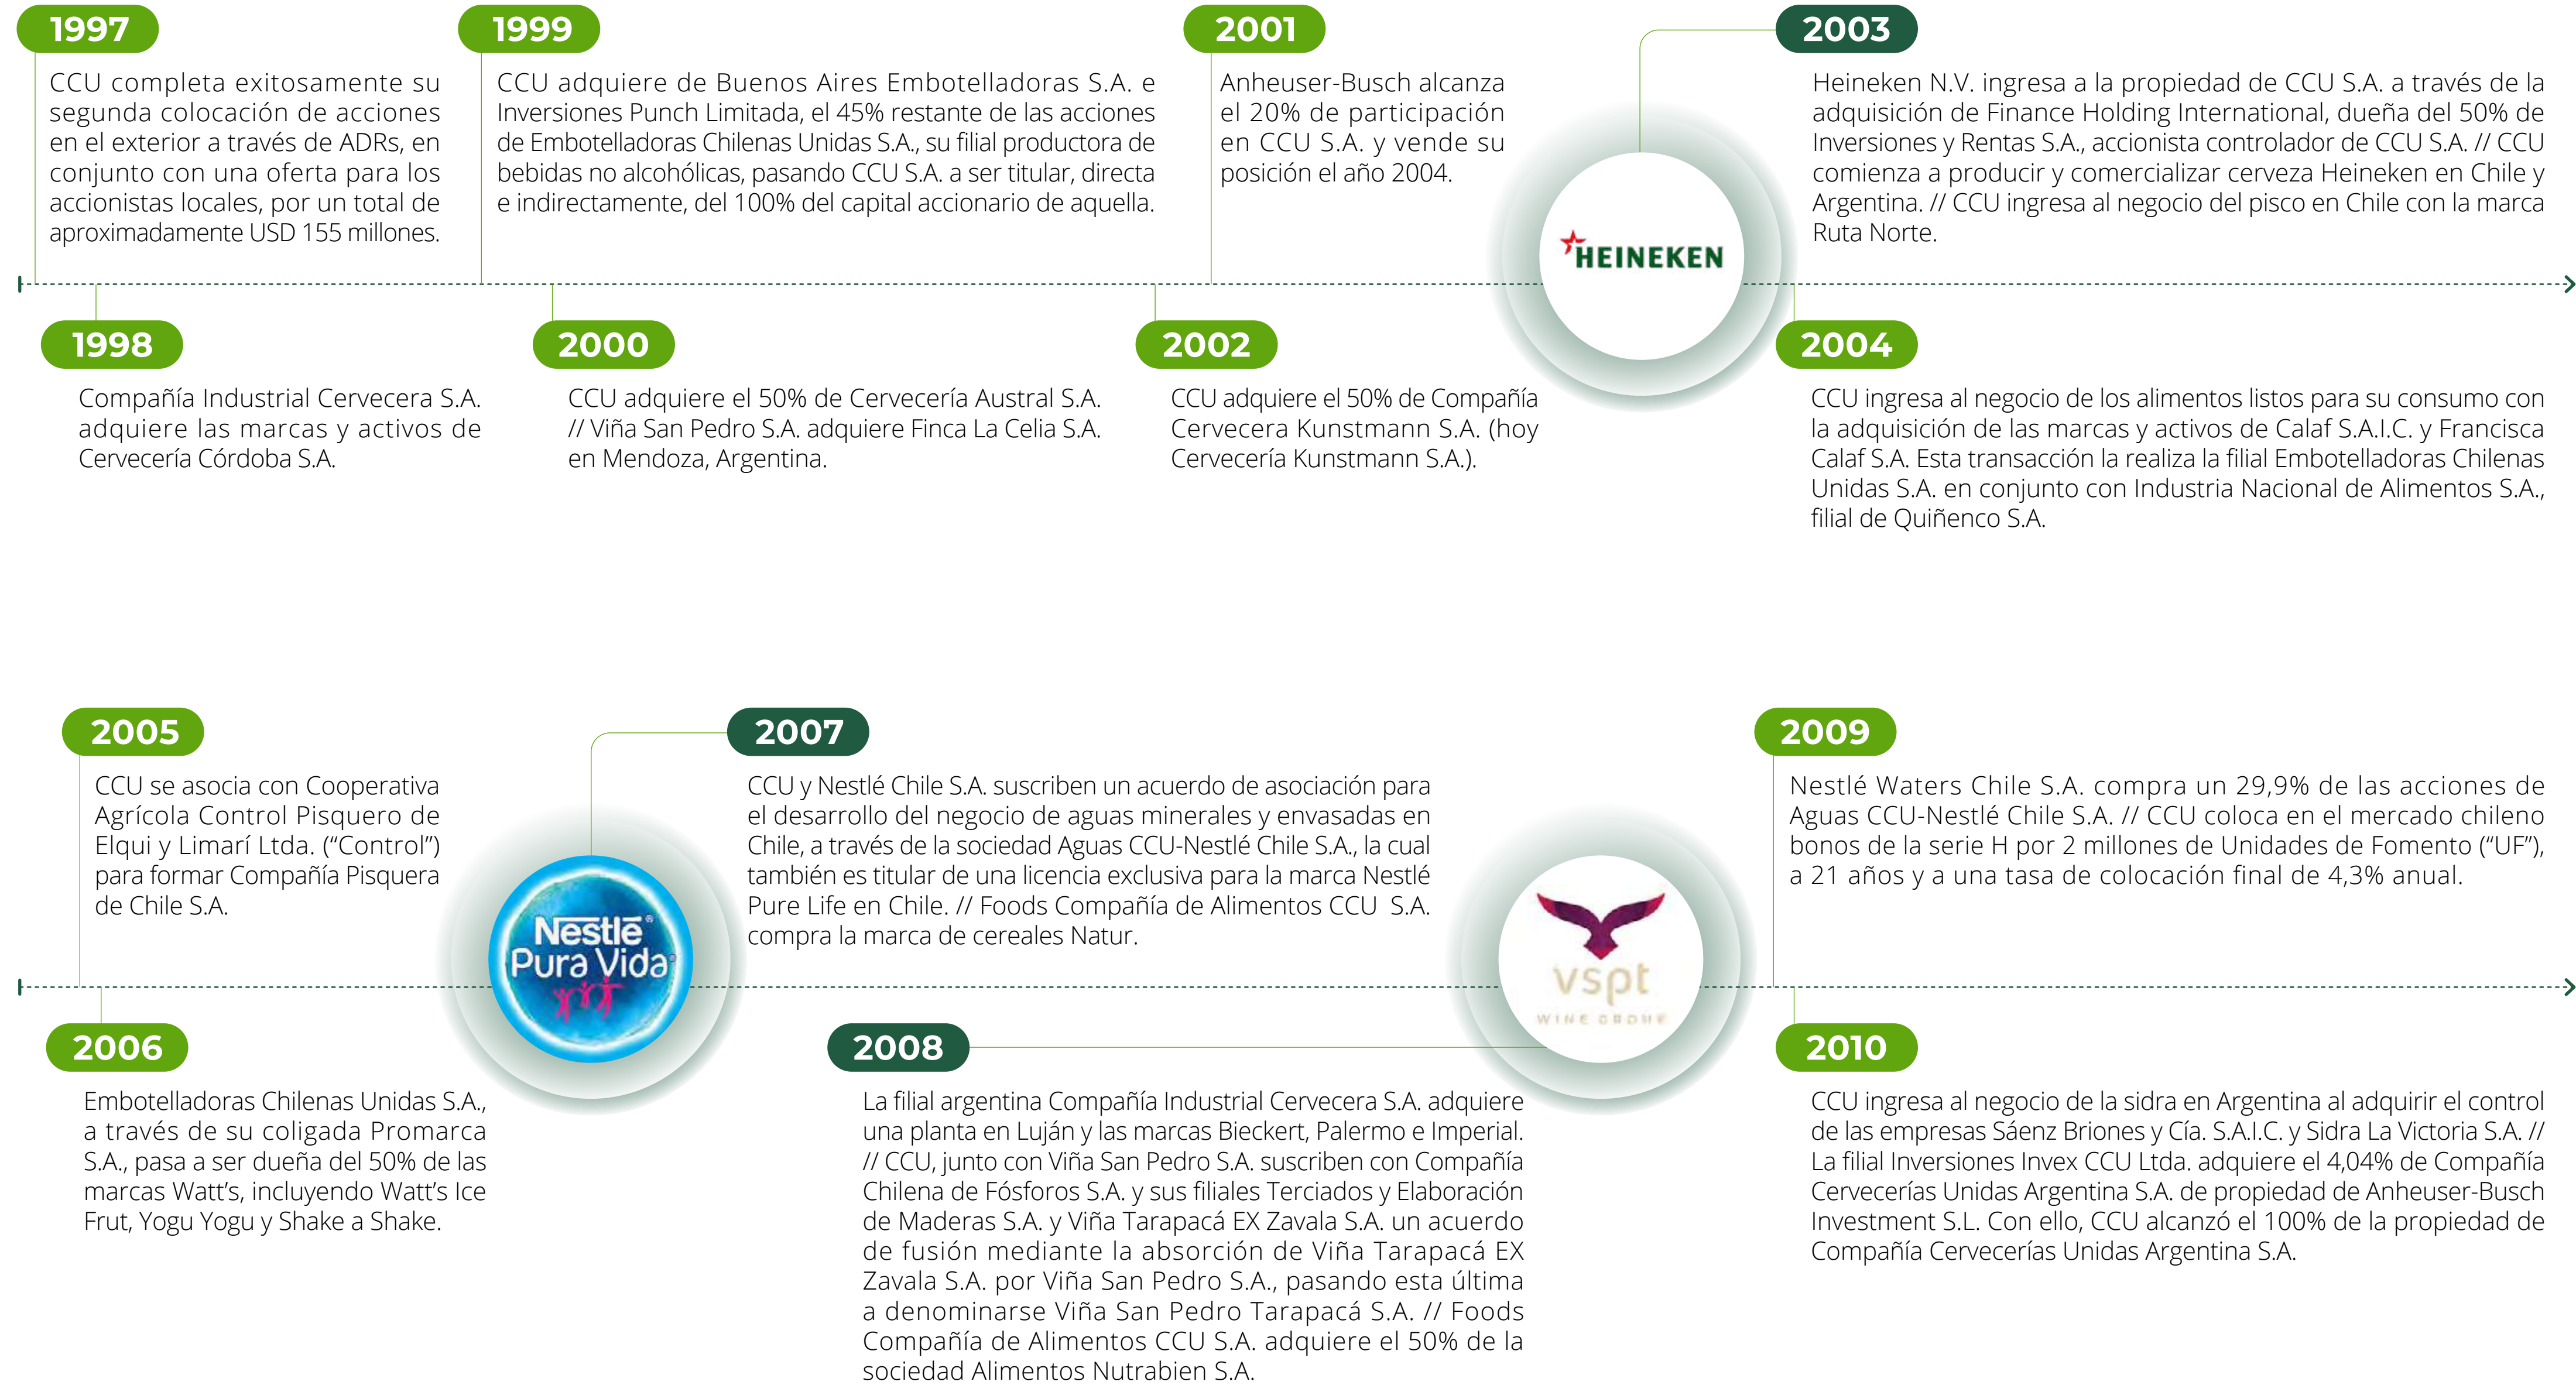 1997
CCU completa exitosamente su
segunda colocación de acciones
en el exterior a través de ADRs, en
conjunto con una oferta para los
accionistas locales, por un total de
aproximadamente USD 155 millones.
1999
CCU adquiere de Buenos Aires Embotelladoras S.A. e
Inversiones Punch Limitada, el 45% restante de las acciones
de Embotelladoras Chilenas Unidas S.A., su filial productora de
bebidas no alcohólicas, pasando CCU S.A. a ser titular, directa
e indirectamente, del 100% del capital accionario de aquella.
2001
Anheuser-Busch alcanza
el 20% de participación
en CCU S.A. y vende su
posición el año 2004.
HEINEKEN
2003
Heineken N.V. ingresa a la propiedad de CCU S.A. a través de la
adquisición de Finance Holding International, dueña del 50% de
Inversiones y Rentas S.A., accionista controlador de CCU S.A. // CCU
comienza a producir y comercializar cerveza Heineken en Chile y
Argentina. // CCU ingresa al negocio del pisco en Chile con la marca
Ruta Norte.
1998
Compañía Industrial Cervecera S.A.
adquiere las marcas y activos de
Cervecería Córdoba S.A.
2000
CCU adquiere el 50% de Cervecería Austral S.A.
// Viña San Pedro S.A. adquiere Finca La Celia S.A.
en Mendoza, Argentina.
2002
CCU adquiere el 50% de Compañía
Cervecera Kunstmann S.A. (hoy
Cervecería Kunstmann S.A.).
2004
CCU ingresa al negocio de los alimentos listos para su consumo con
la adquisición de las marcas y activos de Calaf S.A.I.C. y Francisca
Calaf S.A. Esta transacción la realiza la filial Embotelladoras Chilenas
Unidas S.A. en conjunto con Industria Nacional de Alimentos S.A.,
filial de Quiñenco S.A.
2005
CCU se asocia con Cooperativa
Agrícola Control Pisquero de
Elqui y Limarí Ltda. (“Control”)
para formar Compañía Pisquera
de Chile S.A.
Nestlé®
Pura Vida®
2007
CCU y Nestlé Chile S.A. suscriben un acuerdo de asociación para
el desarrollo del negocio de aguas minerales y envasadas en
Chile, a través de la sociedad Aguas CCU-Nestlé Chile S.A., la cual
también es titular de una licencia exclusiva para la marca Nestlé
Pure Life en Chile. // Foods Compañía de Alimentos CCU  S.A.
compra la marca de cereales Natur.
vspt
WINE GROUP
2009
Nestlé Waters Chile S.A. compra un 29,9% de las acciones de
Aguas CCU-Nestlé Chile S.A. // CCU coloca en el mercado chileno
bonos de la serie H por 2 millones de Unidades de Fomento (“UF”),
a 21 años y a una tasa de colocación final de 4,3% anual.
2006
Embotelladoras Chilenas Unidas S.A.,
a través de su coligada Promarca
S.A., pasa a ser dueña del 50% de las
marcas Watt’s, incluyendo Watt’s Ice
Frut, Yogu Yogu y Shake a Shake.
2008
La filial argentina Compañía Industrial Cervecera S.A. adquiere
una planta en Luján y las marcas Bieckert, Palermo e Imperial.
// CCU, junto con Viña San Pedro S.A. suscriben con Compañía
Chilena de Fósforos S.A. y sus filiales Terciados y Elaboración
de Maderas S.A. y Viña Tarapacá EX Zavala S.A. un acuerdo
de fusión mediante la absorción de Viña Tarapacá EX
Zavala S.A. por Viña San Pedro S.A., pasando esta última
a denominarse Viña San Pedro Tarapacá S.A. // Foods
Compañía de Alimentos CCU S.A. adquiere el 50% de la
sociedad Alimentos Nutrabien S.A.
2010
CCU ingresa al negocio de la sidra en Argentina al adquirir el control
de las empresas Sáenz Briones y Cía. S.A.I.C. y Sidra La Victoria S.A. //
La filial Inversiones Invex CCU Ltda. adquiere el 4,04% de Compañía
Cervecerías Unidas Argentina S.A. de propiedad de Anheuser-Busch
Investment S.L. Con ello, CCU alcanzó el 100% de la propiedad de
Compañía Cervecerías Unidas Argentina S.A.